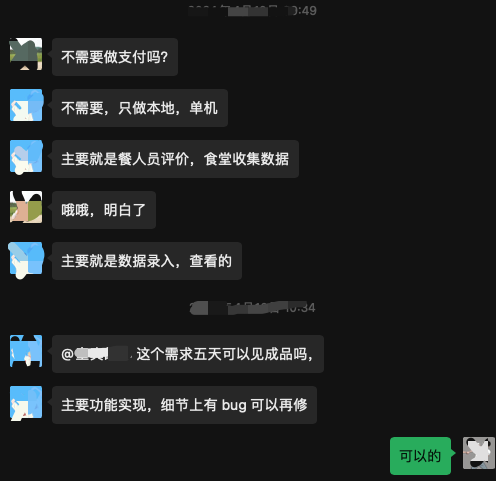 不需要做支付吗?
不需要，只做本地，单机
主要就是餐人员评价，食堂收集数据
哦哦，明白了
主要就是数据录入，查看的
10:34
@
这个需求五天可以见成品吗,
主要功能实现，细节上有 bug 可以再修
可以的